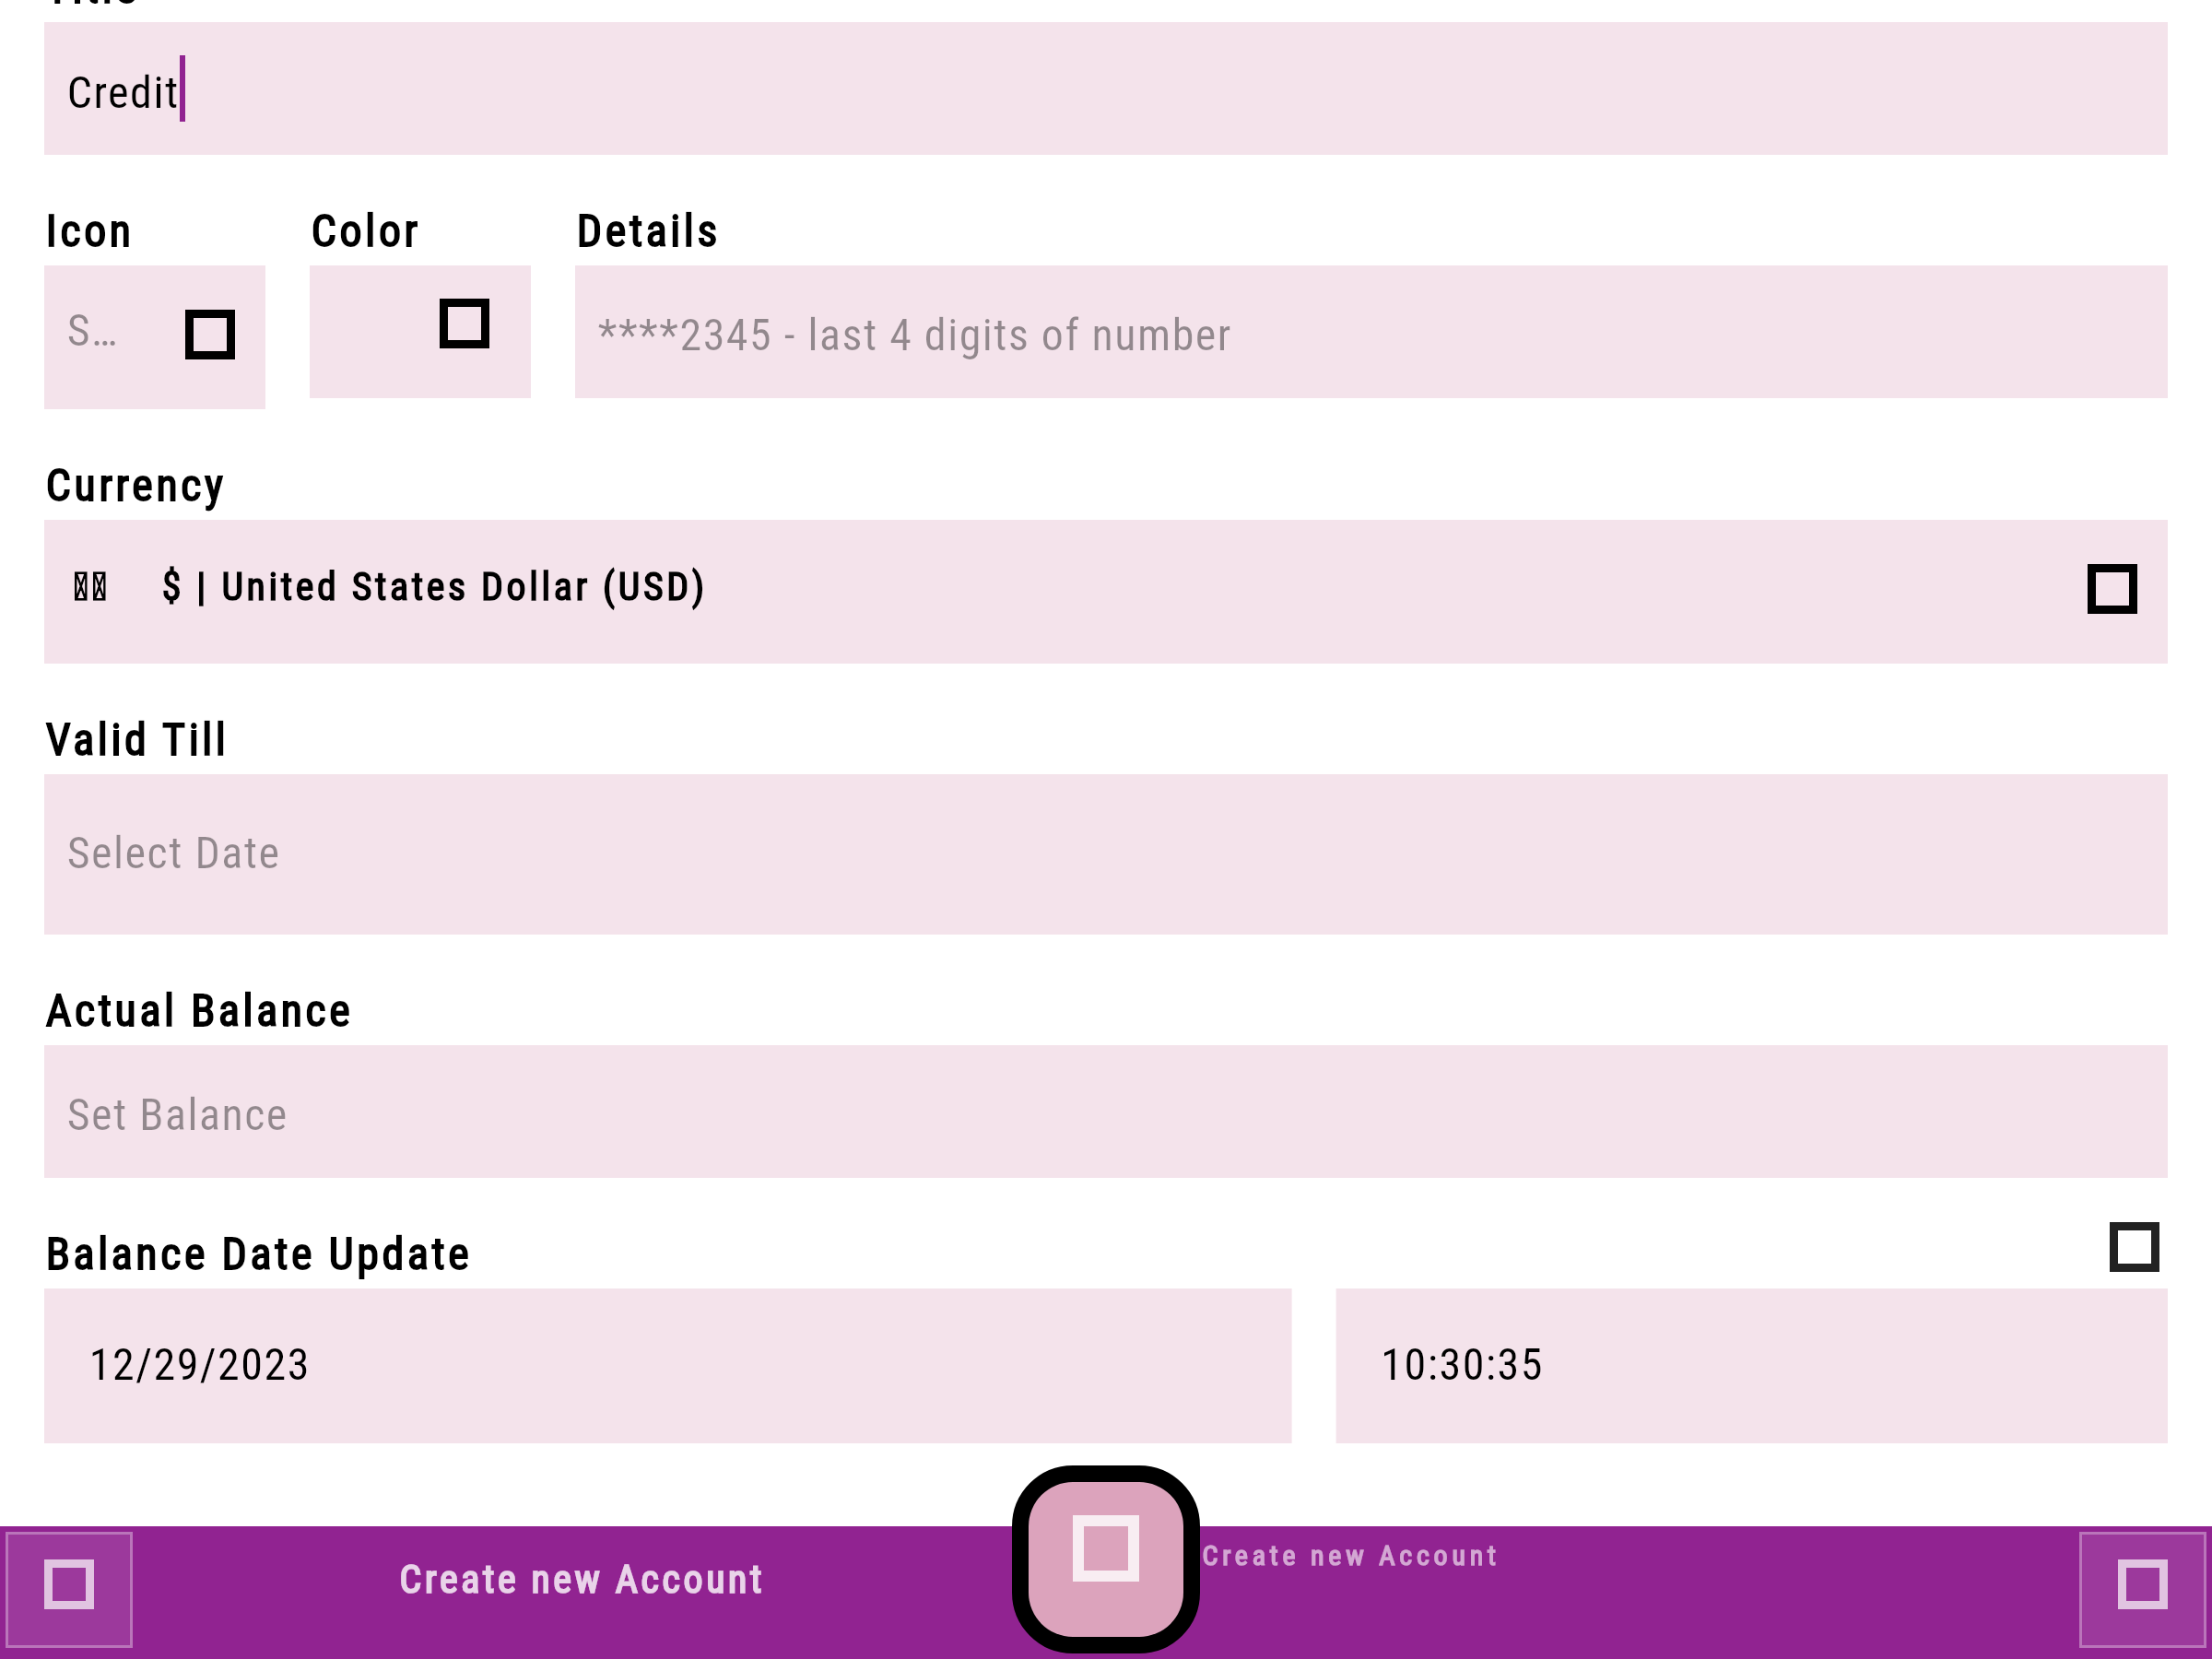 Title
Credit
Icon Color Details
S… ****2345 - last 4 digits of number
Currency
$ | United States Dollar (USD)
Valid Till
Select Date
Actual Balance
Set Balance
Balance Date Update
12/29/2023 10:30:35
Create new Account Create new Account